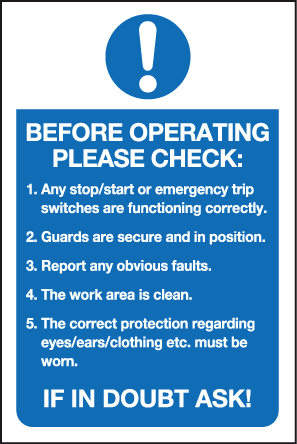 BEFORE OPERATING
PLEASE CHECK:
1. Any stop/start or emergency trip
switches are functioning correctly.
2. Guards are secure and in position.
3. Report any obvious faults.
4. The work area is clean.
5. The correct protection regarding
eyes/ears/clothing etc. must be
worn.
IF IN DOUBT ASK!